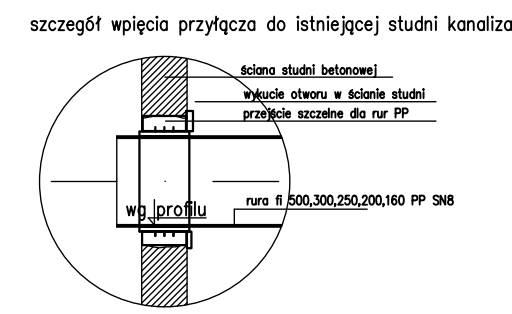 szczegół wpięcia przyłącza do istniejącej studni kanaliza
ściana studni betonowej
wykucie otworu w ścianie studni
przejście szczelne dla rur PP
rura fi 500,300,250,200,160 PP SN8
wg profilu